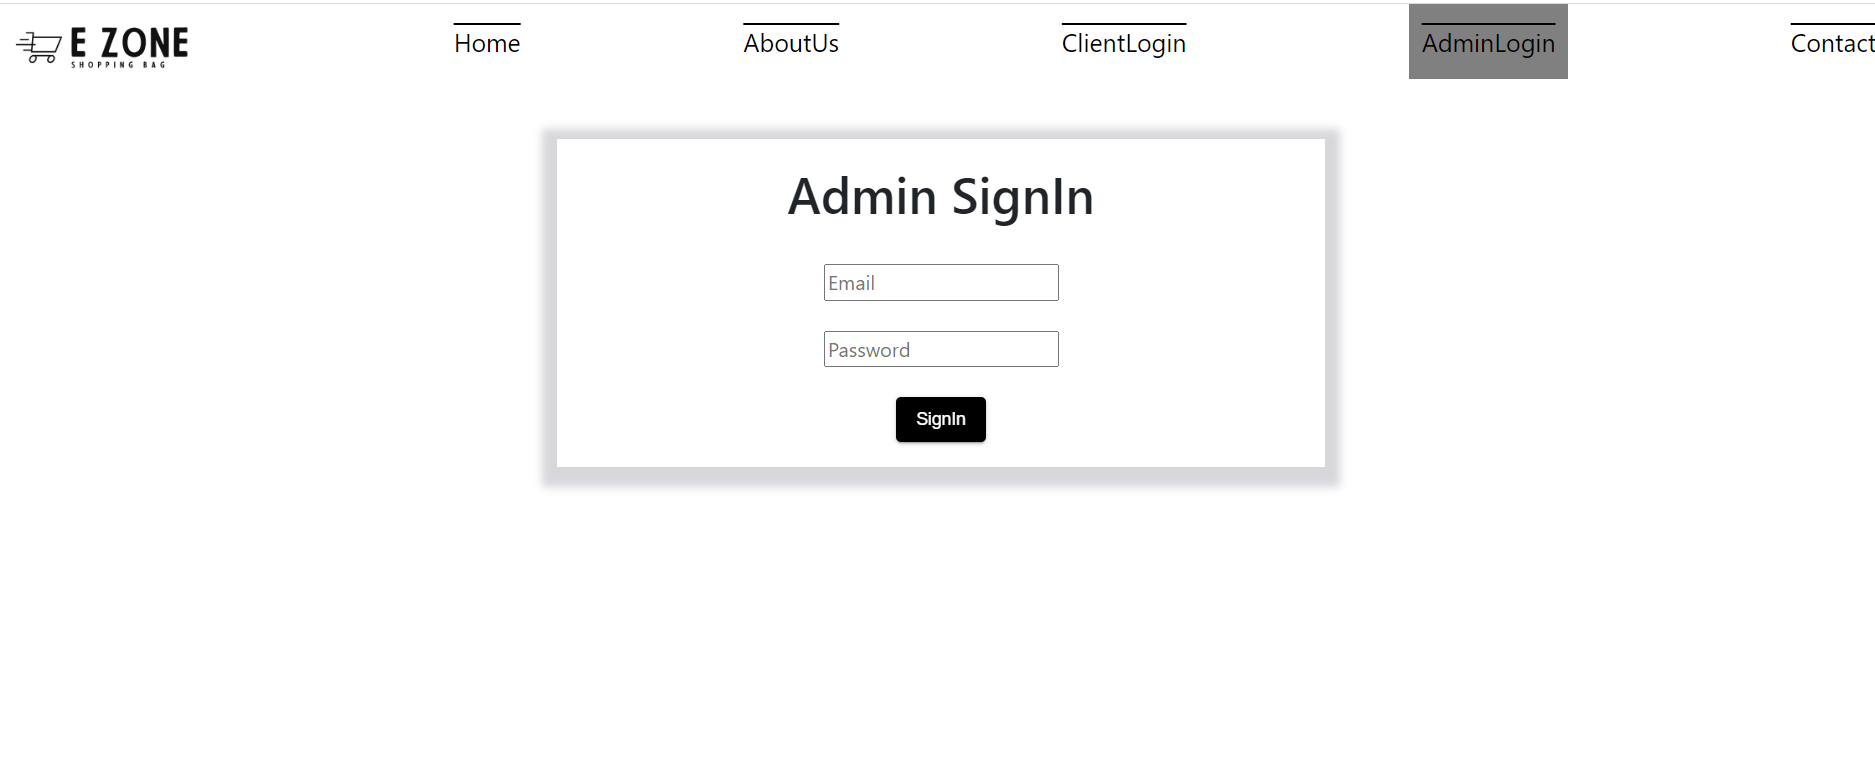 E ZONE
SHOPPING BAG
Home AboutUs ClientLogin AdminLogin Contact
Admin SignIn
Email
Password
SignIn